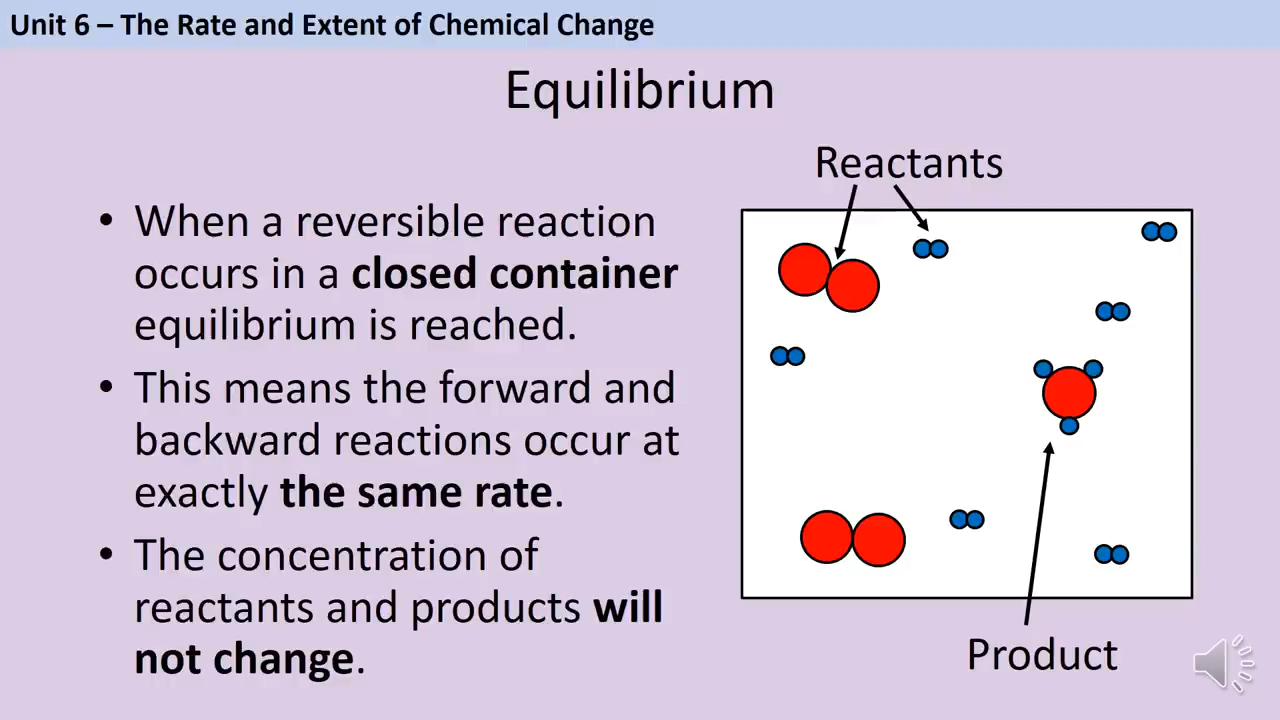 Unit 6 – The Rate and Extent of Chemical Change
Equilibrium
• When a reversible reaction
occurs in a closed container
equilibrium is reached.
• This means the forward and
backward reactions occur at
exactly the same rate.
• The concentration of
reactants and products will
not change.
Reactants
Product